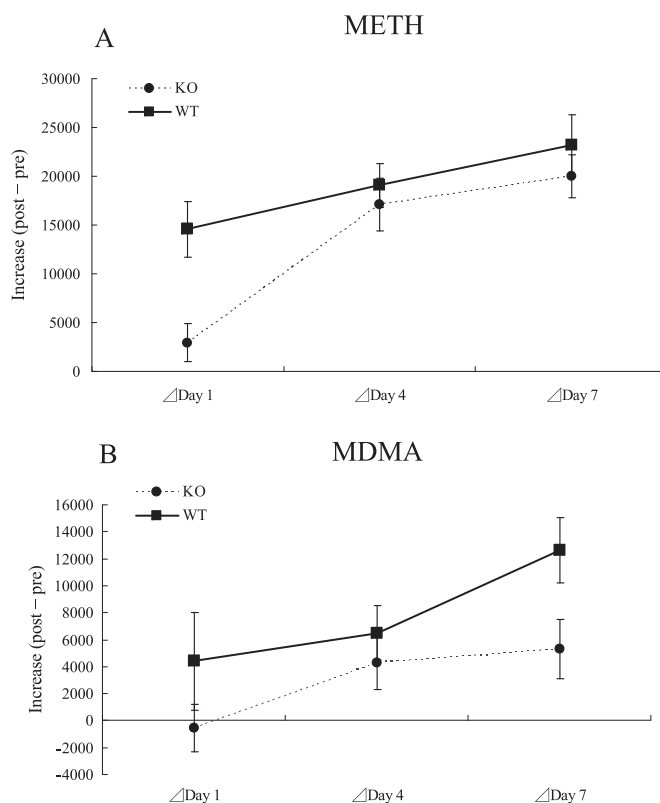 A
METH
KO
WT
Increase (post – pre)
30000
25000
20000
15000
10000
5000
0
⊿Day 1
⊿Day 4
⊿Day 7
B
MDMA
KO
WT
Increase (post – pre)
16000
14000
12000
10000
8000
6000
4000
2000
0
-2000
-4000
⊿Day 1
⊿Day 4
⊿Day 7